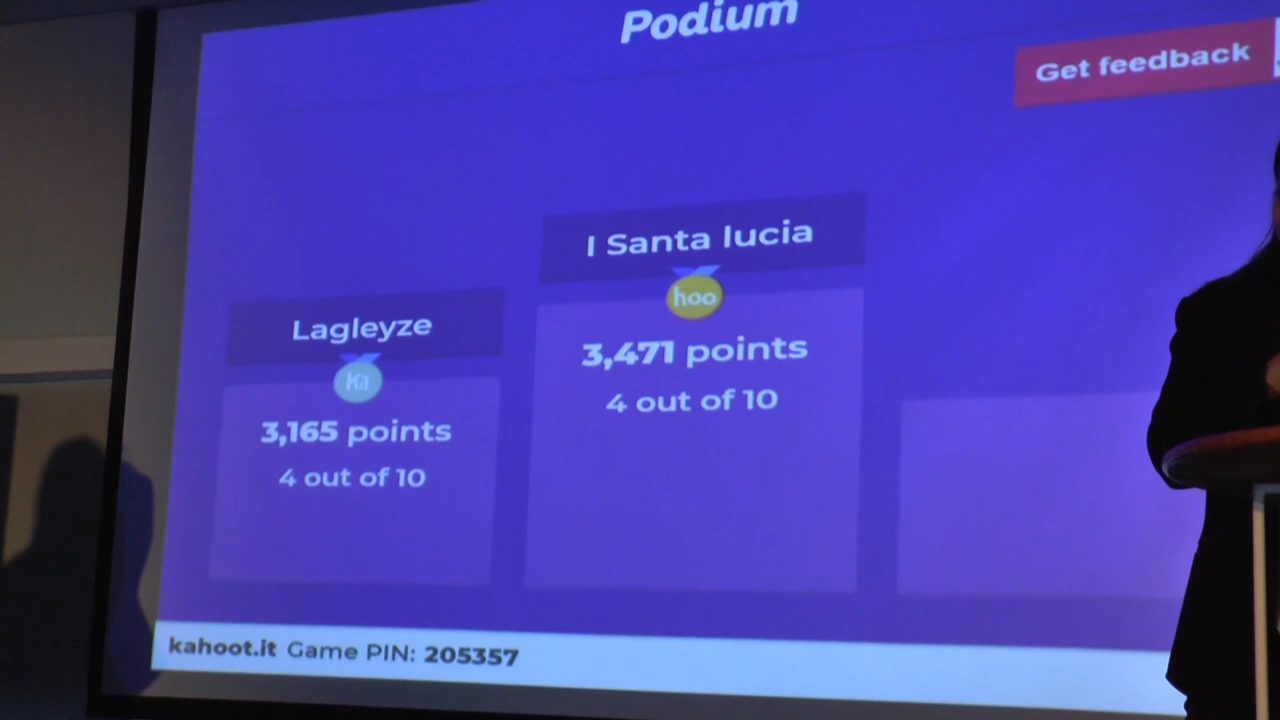 Podium
Get feedback
I Santa lucia
hoo
3,471 points
4 out of 10
Lagleyze
Ka
3,165 points
4 out of 10
kahoot.it Game PIN: 205357